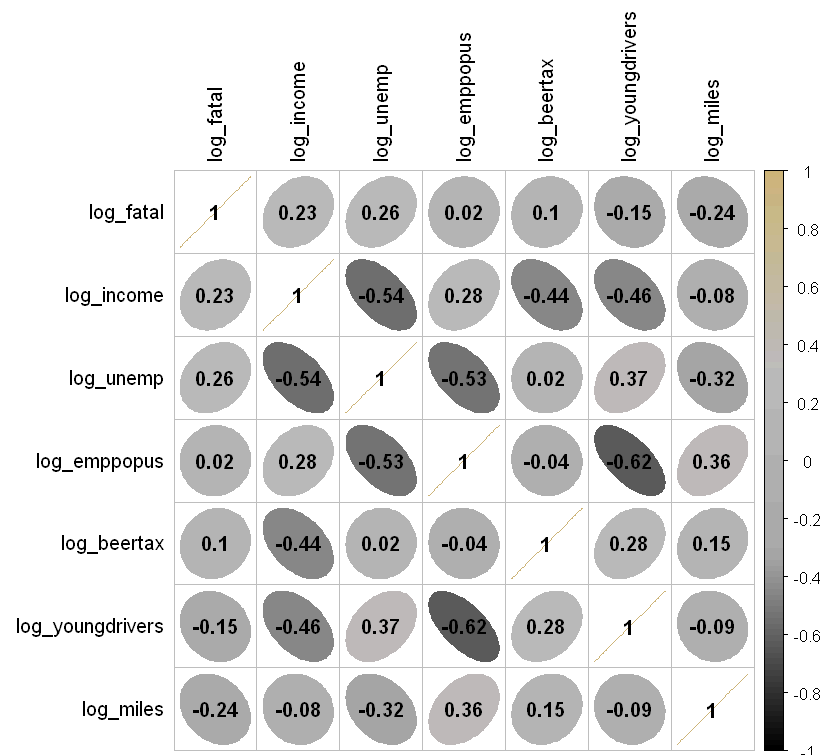 log_fatal log_income log_unemp log_emppopus log_beertax log_youngdrivers log_miles
log_fatal 1 0.23 0.26 0.02 0.1 -0.15 -0.24
log_income 0.23 1 -0.54 0.28 -0.44 -0.46 -0.08
log_unemp 0.26 -0.54 1 -0.53 0.02 0.37 -0.32
log_emppopus 0.02 0.28 -0.53 1 -0.04 -0.62 0.36
log_beertax 0.1 -0.44 0.02 -0.04 1 0.28 0.15
log_youngdrivers -0.15 -0.46 0.37 -0.62 0.28 1 -0.09
log_miles -0.24 -0.08 -0.32 0.36 0.15 -0.09 1
1
0.8
0.6
0.4
0.2
0
-0.2
-0.4
-0.6
-0.8
-1